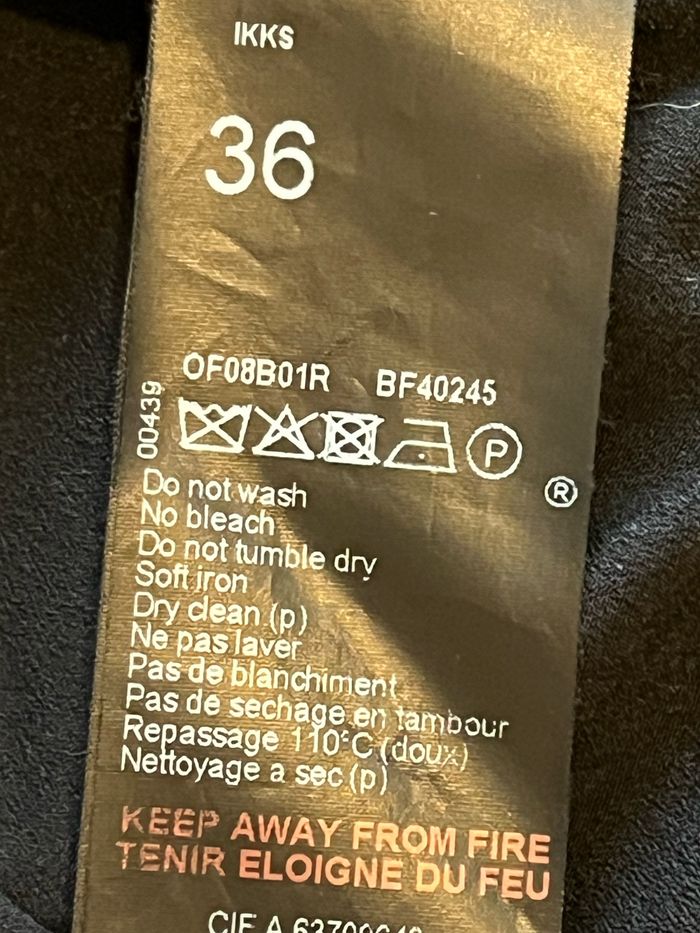 IKKS
36
OF08B01R BF40245
00439
P
®
Do not wash
No bleach
Do not tumble dry
Soft iron
Dry clean (p)
Ne pas laver
Pas de blanchiment
Pas de sechage en tambour
Repassage 110°C (doux)
Nettoyage a sec (p)
KEEP AWAY FROM FIRE
TENIR ELOIGNE DU FEU
CIF A